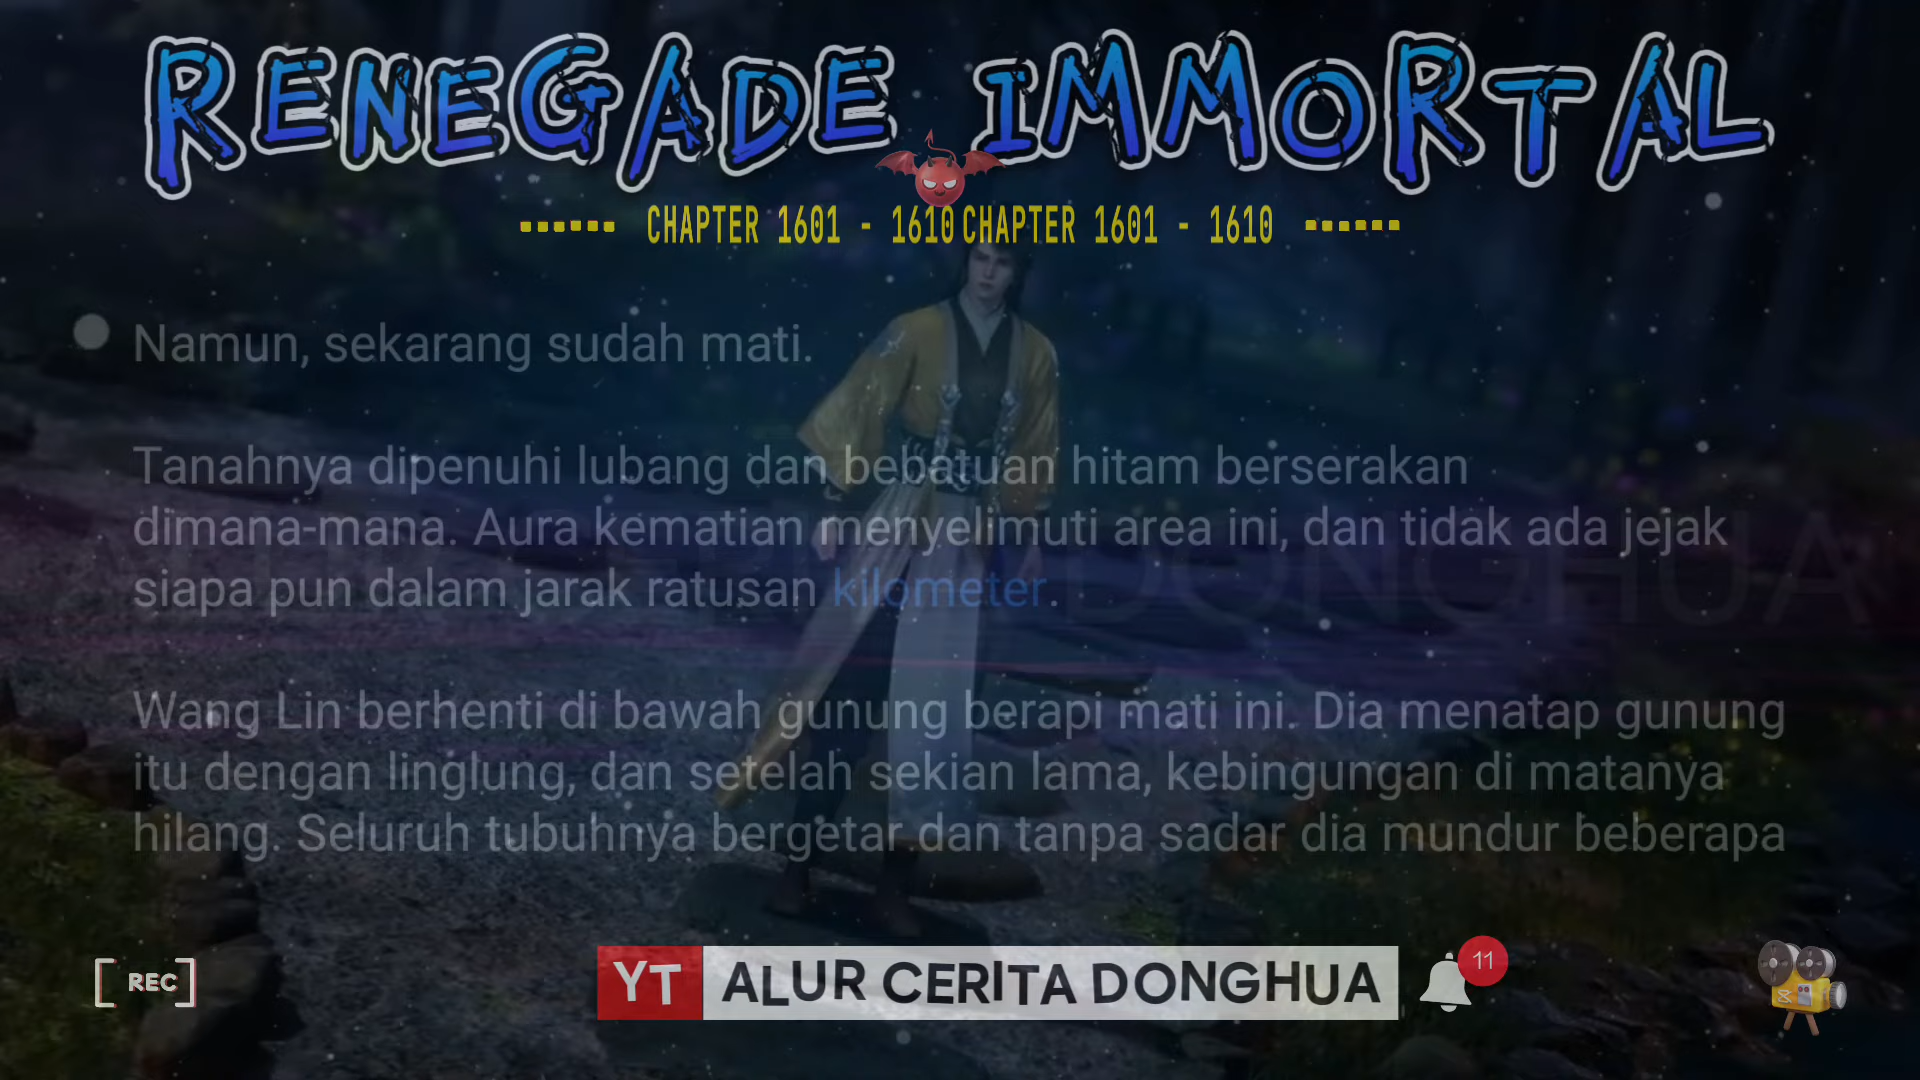 RENEGADE IMMORTAL
CHAPTER 1601 - 1610 CHAPTER 1601 - 1610
Namun, sekarang sudah mati.
Tanahnya dipenuhi lubang dan bebatuan hitam berserakan
dimana-mana. Aura kematian menyelimuti area ini, dan tidak ada jejak
siapa pun dalam jarak ratusan kilometer.
DONGHUA
Wang Lin berhenti di bawah gunung berapi mati ini. Dia menatap gunung
itu dengan linglung, dan setelah sekian lama, kebingungan di matanya
hilang. Seluruh tubuhnya bergetar dan tanpa sadar dia mundur beberapa
REC
YT ALUR CERITA DONGHUA
11